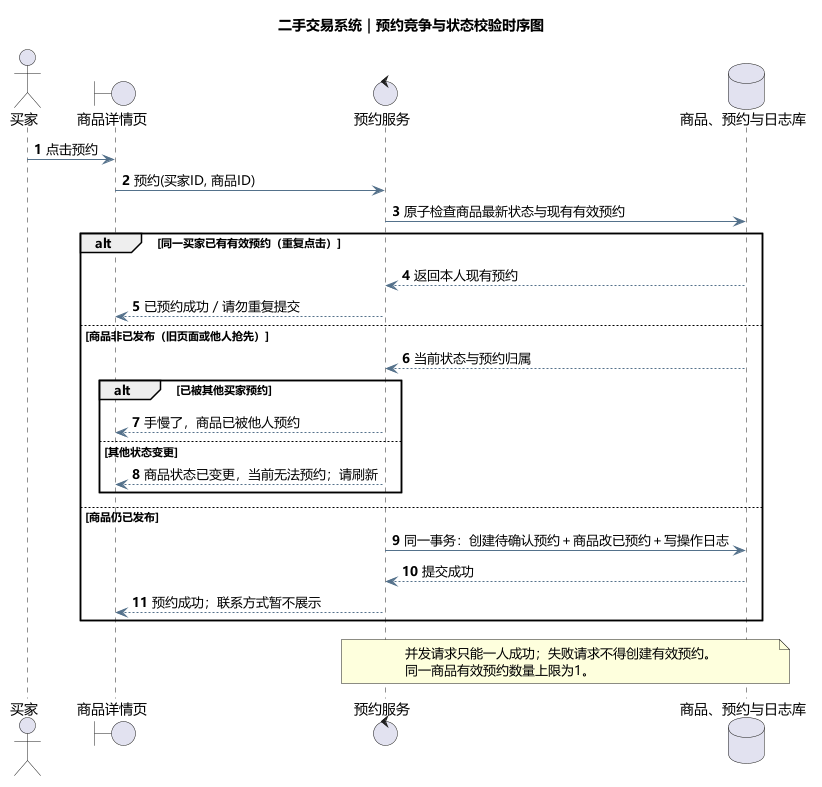 二手交易系统 | 预约竞争与状态校验时序图
买家
商品详情页
预约服务
商品、预约与日志库
1 点击预约
2 预约(买家ID, 商品ID)
3 原子检查商品最新状态与现有有效预约
alt [同一买家已有有效预约（重复点击）]
4 返回本人现有预约
5 已预约成功 / 请勿重复提交
[商品非已发布（旧页面或他人抢先）]
6 当前状态与预约归属
alt [已被其他买家预约]
7 手慢了，商品已被他人预约
[其他状态变更]
8 商品状态已变更，当前无法预约；请刷新
[商品仍已发布]
9 同一事务：创建待确认预约 + 商品改已预约 + 写操作日志
10 提交成功
11 预约成功；联系方式暂不展示
并发请求只能一人成功；失败请求不得创建有效预约。
同一商品有效预约数量上限为1。
买家
商品详情页
预约服务
商品、预约与日志库